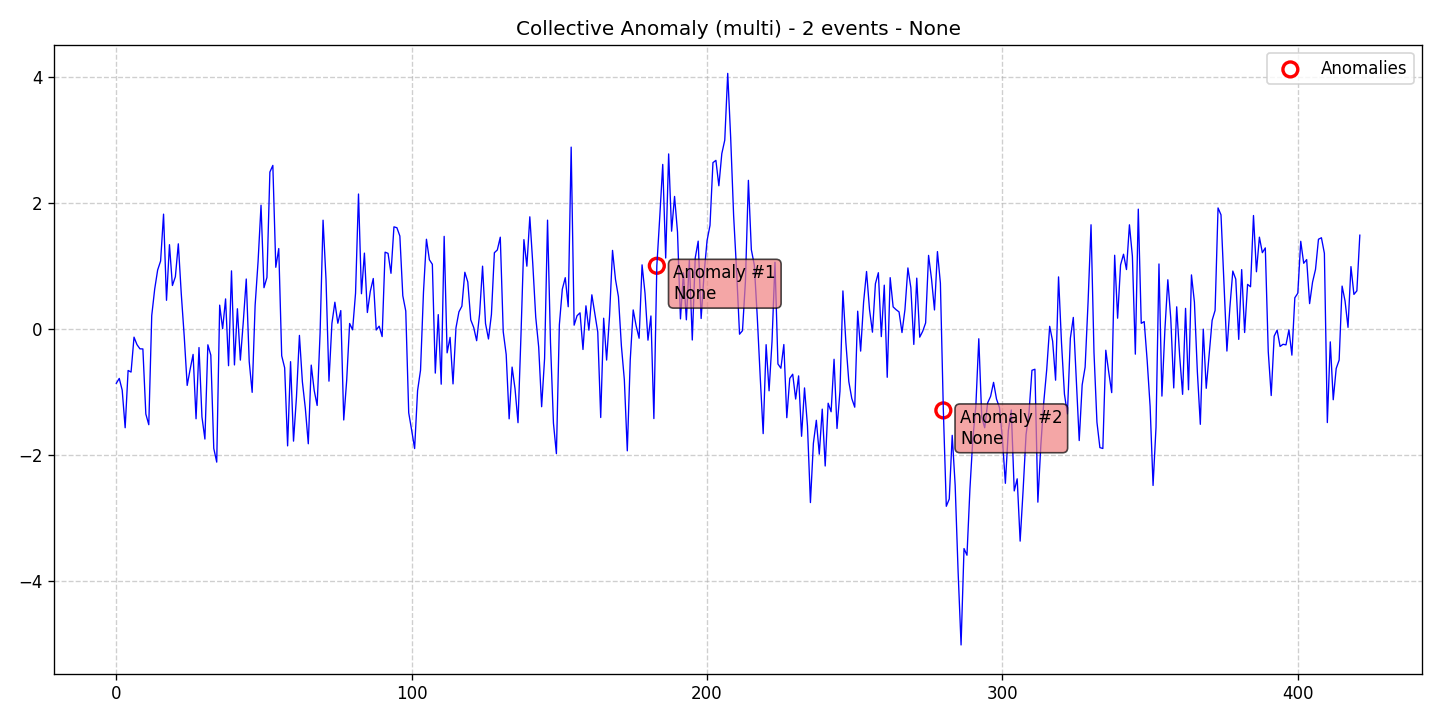 Collective Anomaly (multi) - 2 events - None
Anomalies
4
2
0
−2
−4
Anomaly #1
None
Anomaly #2
None
0
100
200
300
400